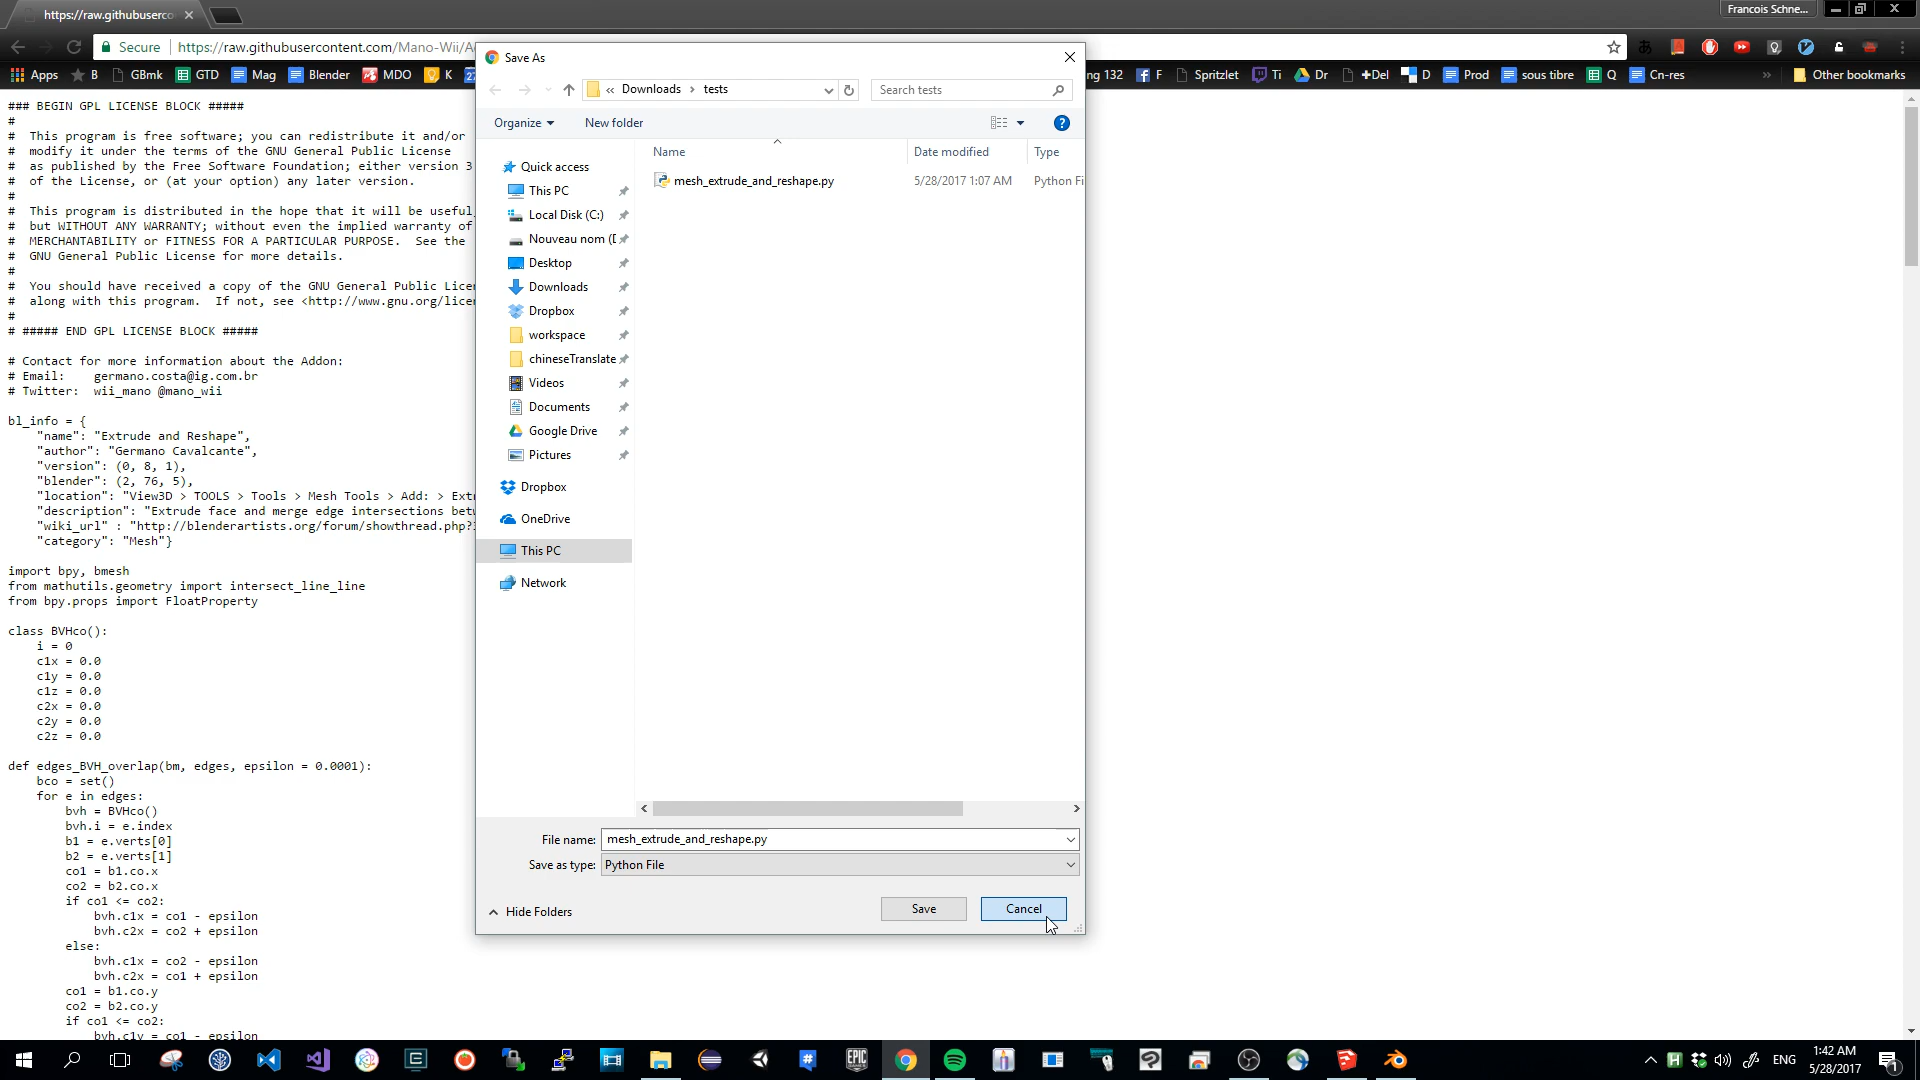 https://raw.githubuserco
Francois Schne...
Secure
https://raw.githubusercontent.com/Mano-Wii/A
Apps
B
GBmk
GTD
Mag
Blender
MDO
K
ng 132
F
Spritzlet
Ti
Dr
+Del
D
Prod
sous tibre
Q
Cn-res
»
Other bookmarks
### BEGIN GPL LICENSE BLOCK #####
#
#  This program is free software; you can redistribute it and/or
#  modify it under the terms of the GNU General Public License
#  as published by the Free Software Foundation; either version 3
#  of the License, or (at your option) any later version.
#
#  This program is distributed in the hope that it will be useful,
#  but WITHOUT ANY WARRANTY; without even the implied warranty of
#  MERCHANTABILITY or FITNESS FOR A PARTICULAR PURPOSE.  See the
#  GNU General Public License for more details.
#
#  You should have received a copy of the GNU General Public Lice
#  along with this program.  If not, see <http://www.gnu.org/lice
#
# ##### END GPL LICENSE BLOCK #####
# Contact for more information about the Addon:
# Email:    germano.costa@ig.com.br
# Twitter:  wii_mano @mano_wii
bl_info = {
    "name": "Extrude and Reshape",
    "author": "Germano Cavalcante",
    "version": (0, 8, 1),
    "blender": (2, 76, 5),
    "location": "View3D > TOOLS > Tools > Mesh Tools > Add: > Ext
    "description": "Extrude face and merge edge intersections bet
    "wiki_url" : "http://blenderartists.org/forum/showthread.php?
    "category": "Mesh"}
import bpy, bmesh
from mathutils.geometry import intersect_line_line
from bpy.props import FloatProperty
class BVHco():
    i = 0
    c1x = 0.0
    c1y = 0.0
    c1z = 0.0
    c2x = 0.0
    c2y = 0.0
    c2z = 0.0
def edges_BVH_overlap(bm, edges, epsilon = 0.0001):
    bco = set()
    for e in edges:
        bvh = BVHco()
        bvh.i = e.index
        b1 = e.verts[0]
        b2 = e.verts[1]
        co1 = b1.co.x
        co2 = b2.co.x
        if co1 <= co2:
            bvh.c1x = co1 - epsilon
            bvh.c2x = co2 + epsilon
        else:
            bvh.c1x = co2 - epsilon
            bvh.c2x = co1 + epsilon
        co1 = b1.co.y
        co2 = b2.co.y
        if co1 <= co2:
            bvh.c1y = co1 - epsilon
Save As
« Downloads > tests
Search tests
Organize
New folder
Name
Date modified
Type
Quick access
This PC
Local Disk (C:)
Nouveau nom (D
Desktop
Downloads
Dropbox
workspace
chineseTranslate
Videos
Documents
Google Drive
Pictures
Dropbox
OneDrive
This PC
Network
mesh_extrude_and_reshape.py
5/28/2017 1:07 AM
Python Fi
File name:
mesh_extrude_and_reshape.py
Save as type:
Python File
Hide Folders
Save
Cancel
EPIC
ENG
1:42 AM
5/28/2017
1